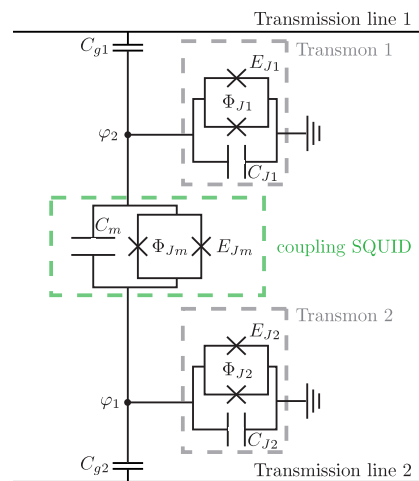 Transmission line 1
C_{g1}
Transmon 1
E_{J1}
Φ_{J1}
φ_2
C_{J1}
C_m
Φ_{Jm}
E_{Jm}
coupling SQUID
Transmon 2
E_{J2}
Φ_{J2}
φ_1
C_{J2}
C_{g2}
Transmission line 2